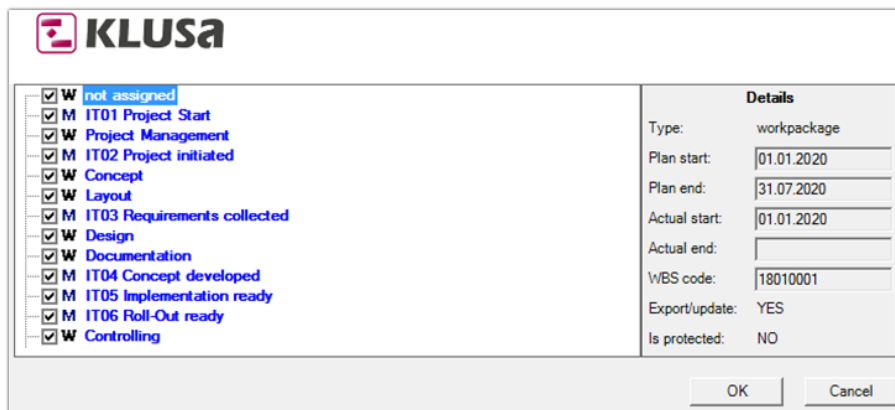 KLUSa
W not assigned
M IT01 Project Start
W Project Management
M IT02 Project initiated
W Concept
W Layout
M IT03 Requirements collected
W Design
W Documentation
M IT04 Concept developed
M IT05 Implementation ready
M IT06 Roll-Out ready
W Controlling
Details
Type: workpackage
Plan start: 01.01.2020
Plan end: 31.07.2020
Actual start: 01.01.2020
Actual end:
WBS code: 18010001
Export/update: YES
Is protected: NO
OK Cancel